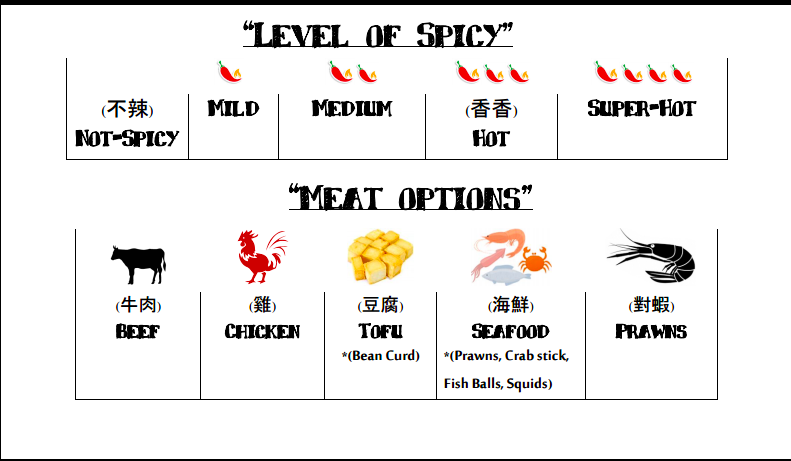 “Level of Spicy”
(不辣) Mild Medium (香香) Super-Hot
Not-Spicy Hot
“Meat options”
(牛肉) (雞) (豆腐) (海鮮) (對蝦)
Beef Chicken Tofu Seafood Prawns
*(Bean Curd) *(Prawns, Crab stick,
Fish Balls, Squids)